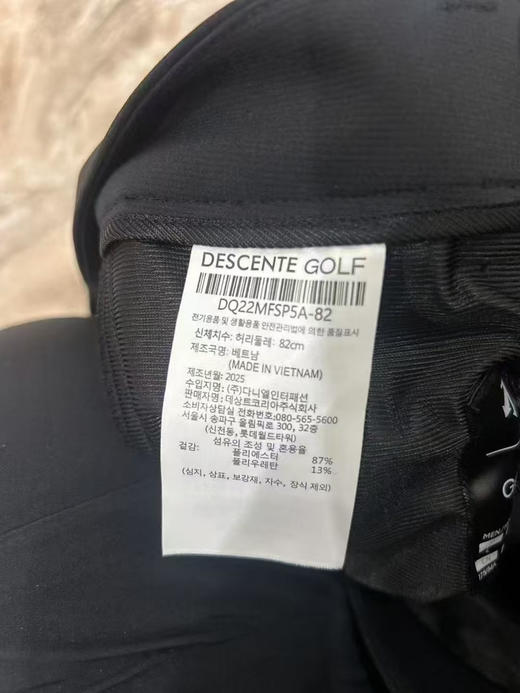 DESCENTE GOLF
DQ22MFSP5A-82
전기용품 및 생활용품 안전관리법에 의한 품질표시
신체치수: 허리둘레: 82cm
제조국명: 베트남
(MADE IN VIETNAM)
제조년월: 2025
수입자명: (주)다니엘인터패션
판매자명: 데상트코리아주식회사
소비자상담실 전화번호:080-565-5600
서울시 송파구 올림픽로 300, 32층
(신천동, 롯데월드타워)
섬유의 조성 및 혼용율
겉감: 폴리에스터 87%
폴리우레탄 13%
(심지, 상표, 보강재, 자수, 장식 제외)
G
MEN